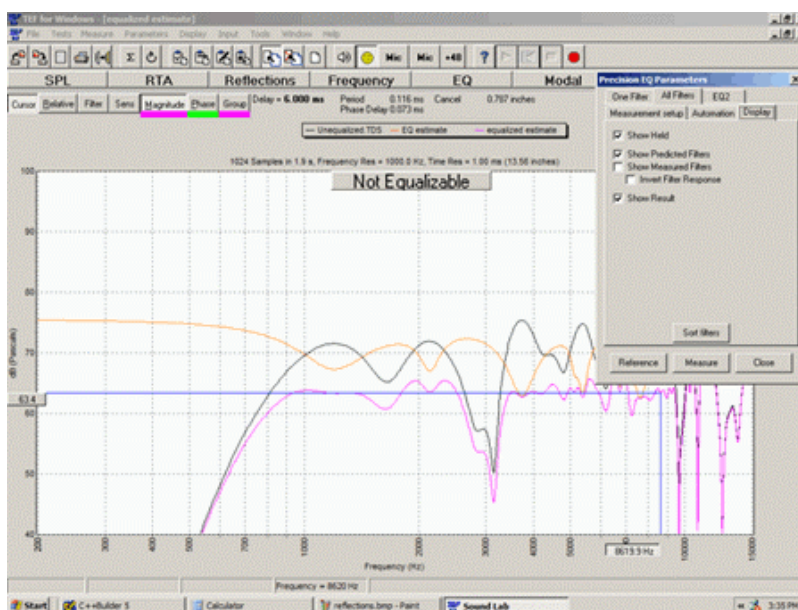 TEF for Windows - [equalized estimate]
File Tests Measure Parameters Display Input Tools Window Help
Mic Mic +48 ?
SPL RTA Reflections Frequency EQ Modal
Cursor Relative Filter Sens Magnitude Phase Group Delay = 6.000 ms Period 0.116 ms Cancel 0.787 inches
Phase Delay 0.073 ms
Unequalized TDS EQ estimate equalized estimate
1024 Samples in 1.9 s, Frequency Res = 1000.0 Hz, Time Res = 1.00 ms (13.56 inches)
Not Equalizable
Precision EQ Parameters
One Filter All Filters EQ2
Measurement setup Automation Display
Show Held
Show Predicted Filters
Show Measured Filters
Invert Filter Response
Show Result
Sort filters
Reference Measure Close
100
90
80
70
63.4
60
50
40
dB (Pascals)
200 300 400 500 700 1000 2000 3000 4000 5000 10000 15000
8619.9 Hz
Frequency (Hz)
Frequency = 8620 Hz
Start C++Builder 5 Calculator reflections.bmp - Paint Sound Lab 3:35 PM